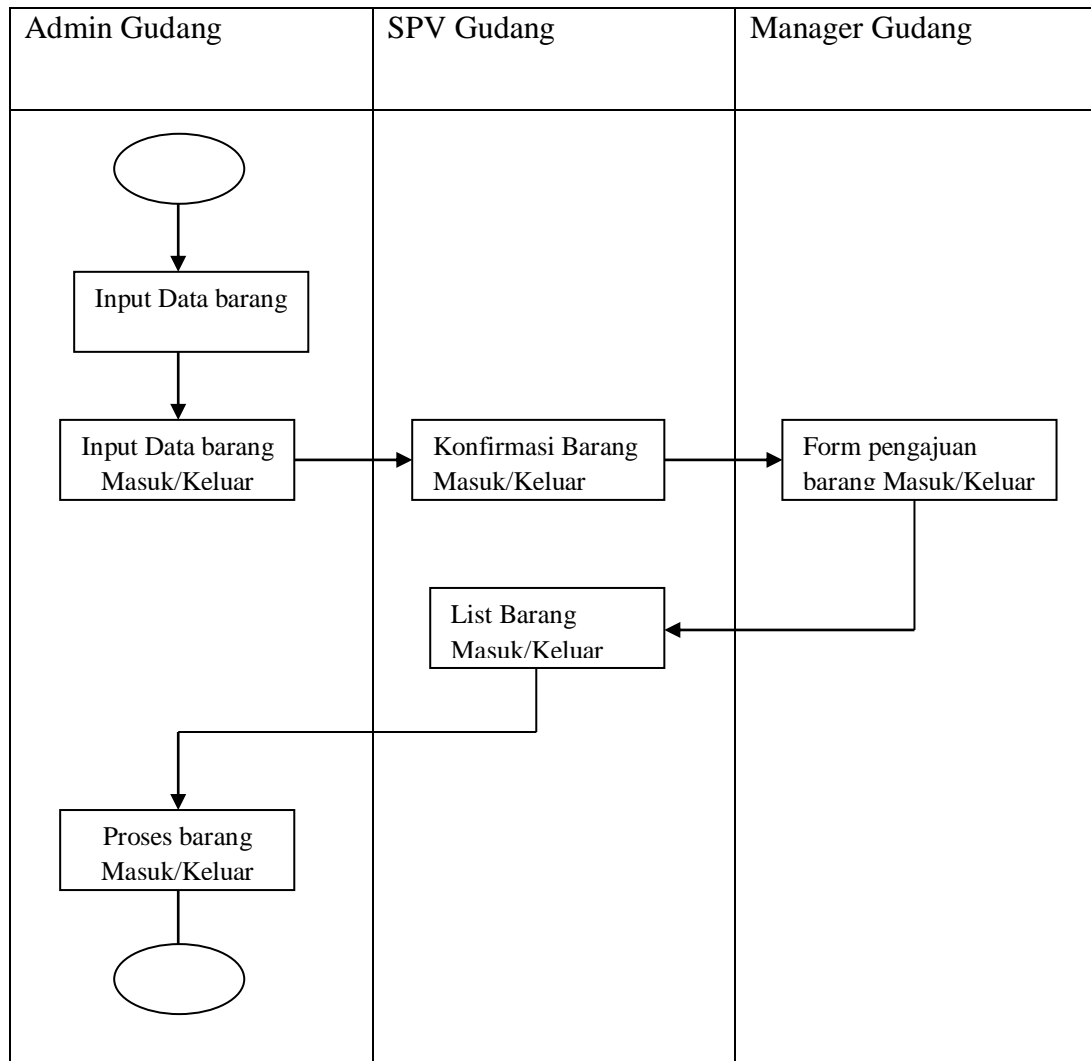 Admin Gudang
SPV Gudang
Manager Gudang
Input Data barang
Input Data barang
Masuk/Keluar
Konfirmasi Barang
Masuk/Keluar
Form pengajuan
barang Masuk/Keluar
List Barang
Masuk/Keluar
Proses barang
Masuk/Keluar